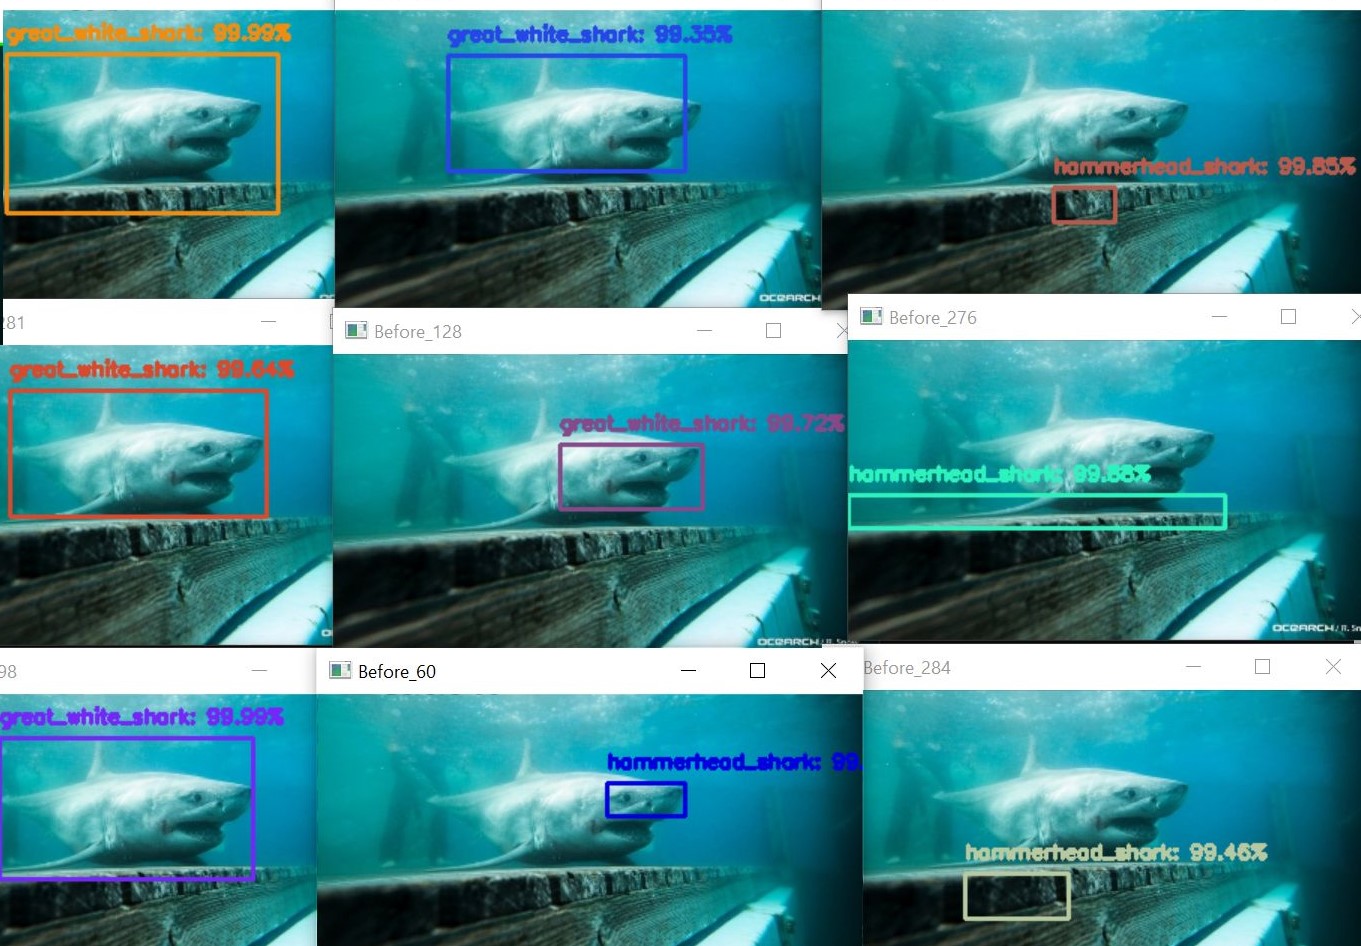 great_white_shark: 99.99%
great_white_shark: 99.35%
hammerhead_shark: 99.85%
OCEARCH
281
Before_128
Before_276
great_white_shark: 99.64%
great_white_shark: 99.72%
hammerhead_shark: 99.88%
OCEARCH
OCEARCH
98
Before_60
Before_284
great_white_shark: 99.99%
hammerhead_shark: 99.
hammerhead_shark: 99.46%